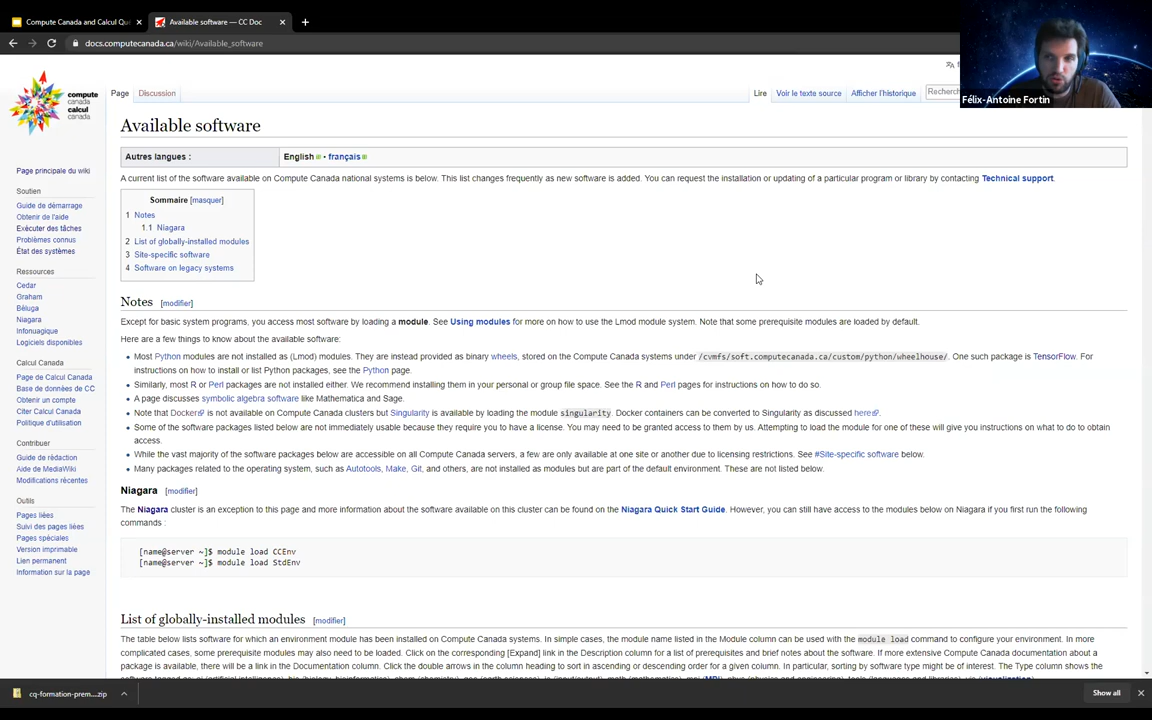 Compute Canada and Calcul Qu
Available software — CC Doc
docs.computecanada.ca/wiki/Available_software
Félix-Antoine Fortin
compute
canada
calcul
canada
Page
Discussion
Lire
Voir le texte source
Afficher l'historique
Recherc
Available software
Autres langues :
English • français
A current list of the software available on Compute Canada national systems is below. This list changes frequently as new software is added. You can request the installation or updating of a particular program or library by contacting Technical support.
Sommaire [masquer]
1 Notes
1.1 Niagara
2 List of globally-installed modules
3 Site-specific software
4 Software on legacy systems
Page principale du wiki
Soutien
Guide de démarrage
Obtenir de l'aide
Exécuter des tâches
Problèmes connus
État des systèmes
Ressources
Cedar
Graham
Béluga
Niagara
Infonuagique
Logiciels disponibles
Calcul Canada
Page de Calcul Canada
Base de données de CC
Obtenir un compte
Citer Calcul Canada
Politique d'utilisation
Contribuer
Guide de rédaction
Aide de MediaWiki
Modifications récentes
Outils
Pages liées
Suivi des pages liées
Pages spéciales
Version imprimable
Lien permanent
Information sur la page
Notes [modifier]
Except for basic system programs, you access most software by loading a module. See Using modules for more on how to use the Lmod module system. Note that some prerequisite modules are loaded by default.
Here are a few things to know about the available software:
• Most Python modules are not installed as (Lmod) modules. They are instead provided as binary wheels, stored on the Compute Canada systems under /cvmfs/soft.computecanada.ca/custom/python/wheelhouse/. One such package is TensorFlow. For
instructions on how to install or list Python packages, see the Python page.
• Similarly, most R or Perl packages are not installed either. We recommend installing them in your personal or group file space. See the R and Perl pages for instructions on how to do so.
• A page discusses symbolic algebra software like Mathematica and Sage.
• Note that Docker is not available on Compute Canada clusters but Singularity is available by loading the module singularity. Docker containers can be converted to Singularity as discussed here.
• Some of the software packages listed below are not immediately usable because they require you to have a license. You may need to be granted access to them by us. Attempting to load the module for one of these will give you instructions on what to do to obtain
access.
• While the vast majority of the software packages below are accessible on all Compute Canada servers, a few are only available at one site or another due to licensing restrictions. See #Site-specific software below.
• Many packages related to the operating system, such as Autotools, Make, Git, and others, are not installed as modules but are part of the default environment. These are not listed below.
Niagara [modifier]
The Niagara cluster is an exception to this page and more information about the software available on this cluster can be found on the Niagara Quick Start Guide. However, you can still have access to the modules below on Niagara if you first run the following
commands :
[name@server ~]$ module load CCEnv
[name@server ~]$ module load StdEnv
List of globally-installed modules [modifier]
The table below lists software for which an environment module has been installed on Compute Canada systems. In simple cases, the module name listed in the Module column can be used with the module load command to configure your environment. In more
complicated cases, some prerequisite modules may also need to be loaded. Click on the corresponding [Expand] link in the Description column for a list of prerequisites and brief notes about the software. If more extensive Compute Canada documentation about a
package is available, there will be a link in the Documentation column. Click the double arrows in the column heading to sort in ascending or descending order for a given column. In particular, sorting by software type might be of interest. The Type column shows the
cq-formation-prem....zip
Show all